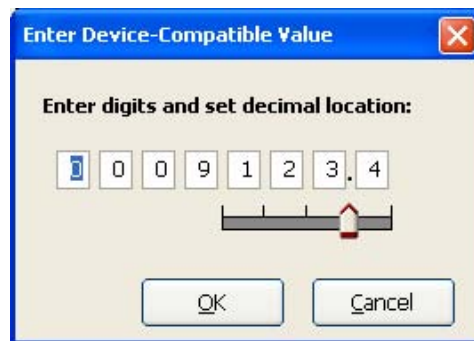 Enter Device-Compatible Value
Enter digits and set decimal location:
0 0 0 9 1 2 3 . 4
OK Cancel